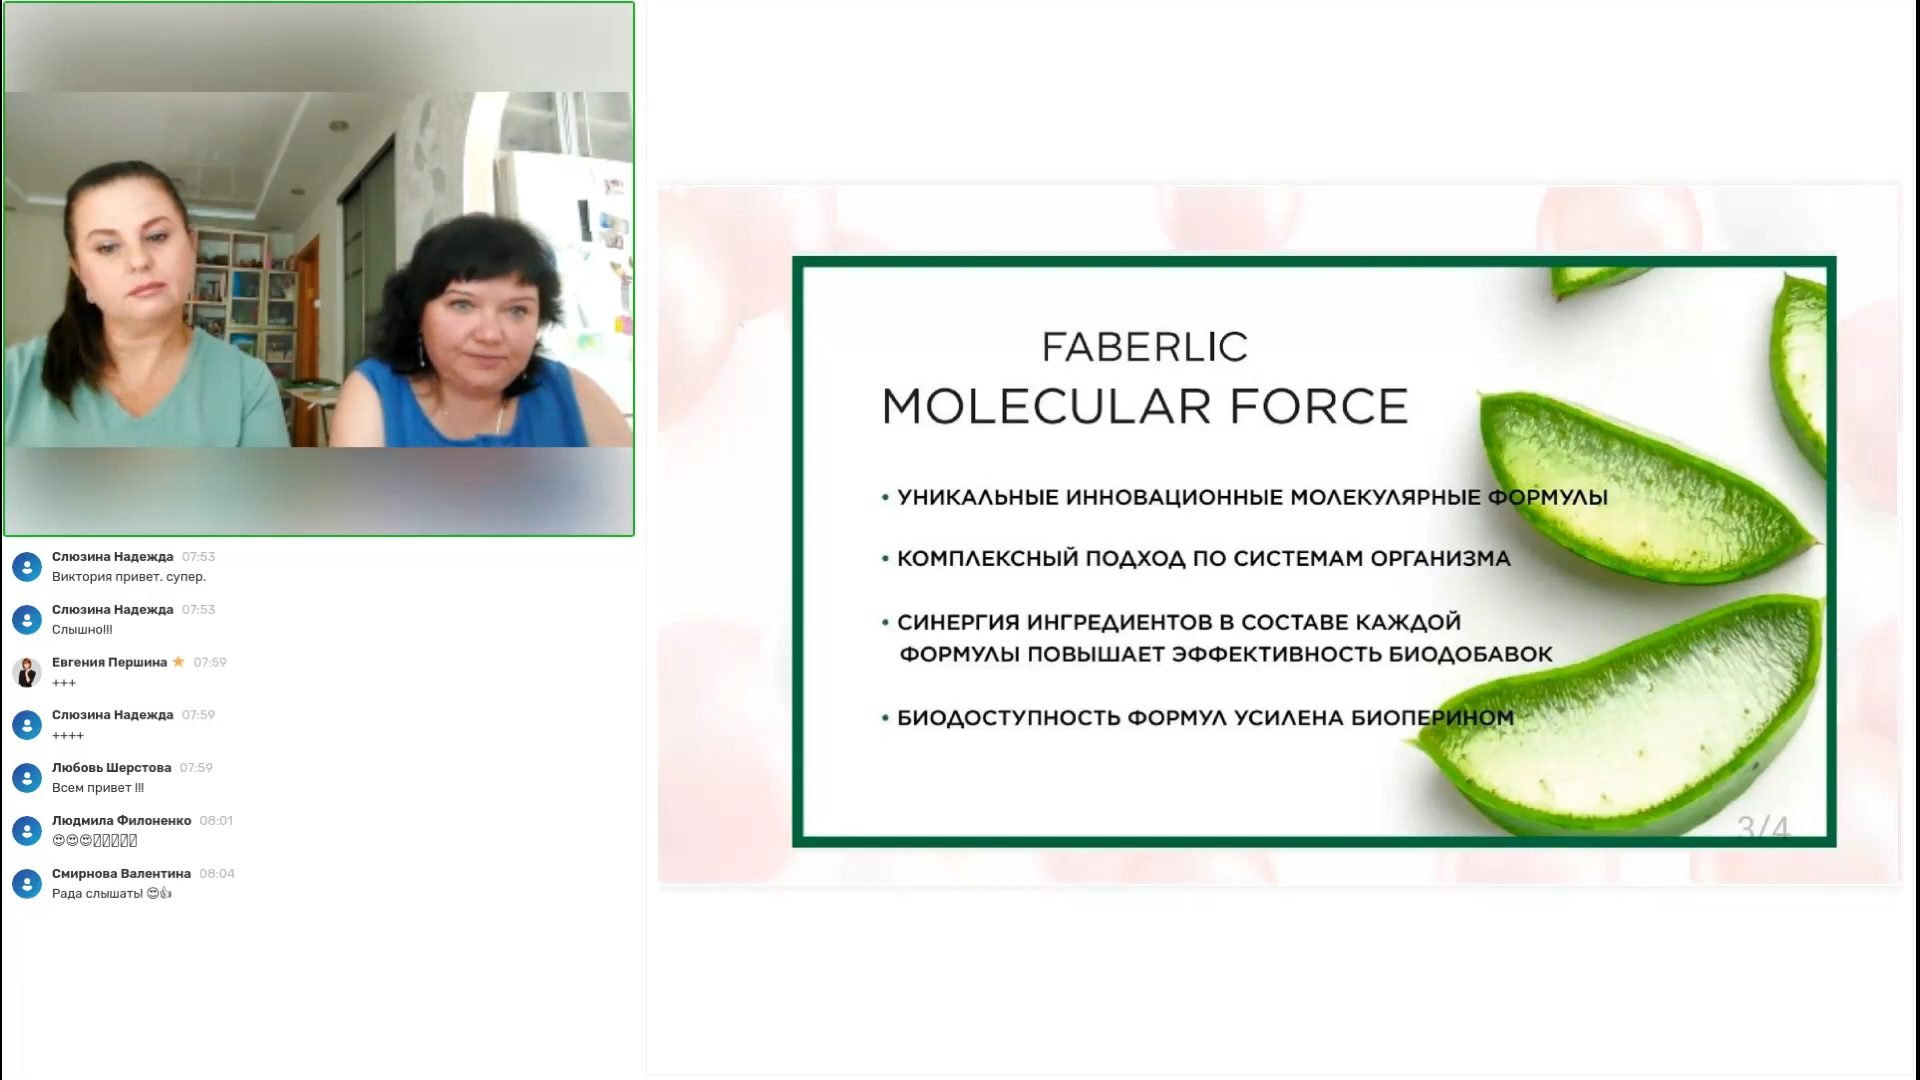 Слюзина Надежда 07:53
Виктория привет. супер.
Слюзина Надежда 07:53
Слышно!!!
Евгения Першина 07:59
+++
Слюзина Надежда 07:59
++++
Любовь Шерстова 07:59
Всем привет !!!
Людмила Филоненко 08:01
Смирнова Валентина 08:04
Рада слышать! 😍👍
FABERLIC
MOLECULAR FORCE
• УНИКАЛЬНЫЕ ИННОВАЦИОННЫЕ МОЛЕКУЛЯРНЫЕ ФОРМУЛЫ
• КОМПЛЕКСНЫЙ ПОДХОД ПО СИСТЕМАМ ОРГАНИЗМА
• СИНЕРГИЯ ИНГРЕДИЕНТОВ В СОСТАВЕ КАЖДОЙ
ФОРМУЛЫ ПОВЫШАЕТ ЭФФЕКТИВНОСТЬ БИОДОБАВОК
• БИОДОСТУПНОСТЬ ФОРМУЛ УСИЛЕНА БИОПЕРИНОМ
3/4